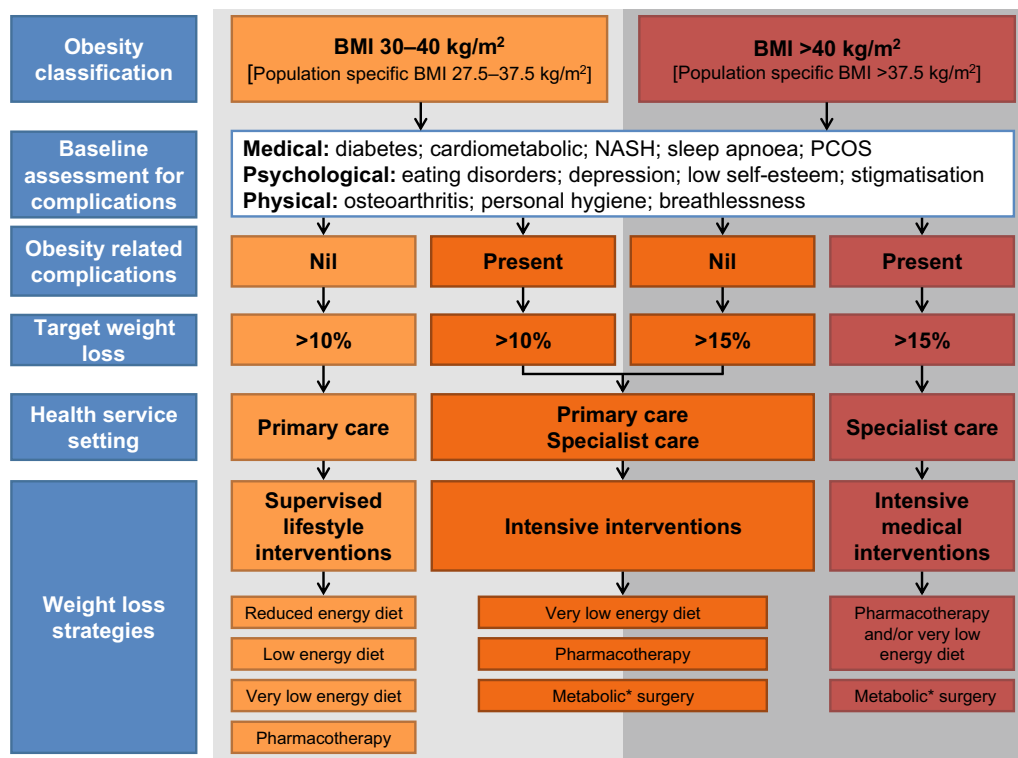 Obesity
classification
BMI 30–40 kg/m²
[Population specific BMI 27.5–37.5 kg/m²]
BMI >40 kg/m²
[Population specific BMI >37.5 kg/m²]
Baseline
assessment for
complications
Medical: diabetes; cardiometabolic; NASH; sleep apnoea; PCOS
Psychological: eating disorders; depression; low self-esteem; stigmatisation
Physical: osteoarthritis; personal hygiene; breathlessness
Obesity related
complications
Nil
Present
Nil
Present
Target weight
loss
>10%
>10%
>15%
>15%
Health service
setting
Primary care
Primary care
Specialist care
Specialist care
Weight loss
strategies
Supervised
lifestyle
interventions
Intensive interventions
Intensive
medical
interventions
Reduced energy diet
Low energy diet
Very low energy diet
Pharmacotherapy
Very low energy diet
Pharmacotherapy
Metabolic* surgery
Pharmacotherapy
and/or very low
energy diet
Metabolic* surgery